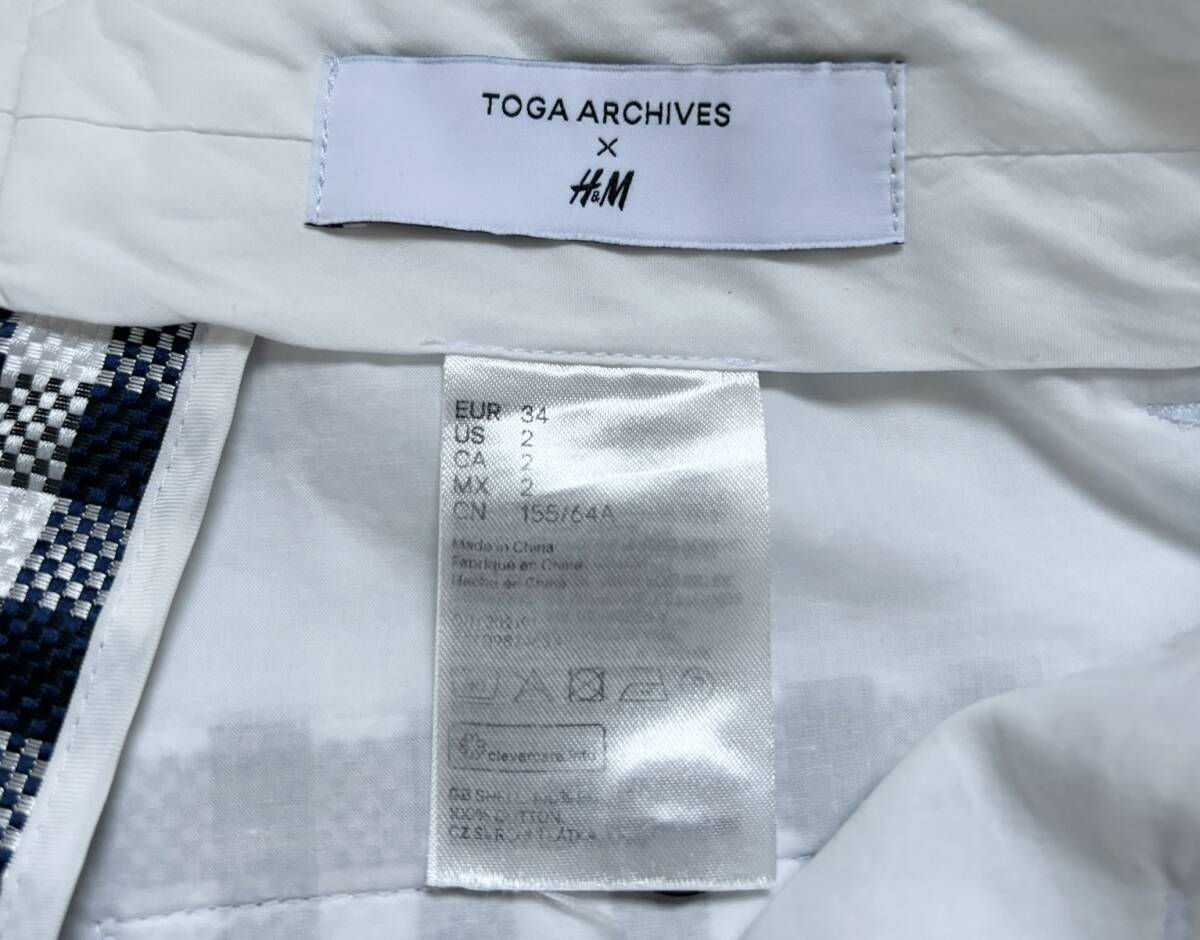 TOGA ARCHIVES
×
H&M
EUR 34
US 2
CA 2
MX 2
CN 155/64A
Made in China
Fabriqué en Chine
Hecho en China
clevercare.info
100% COTTON